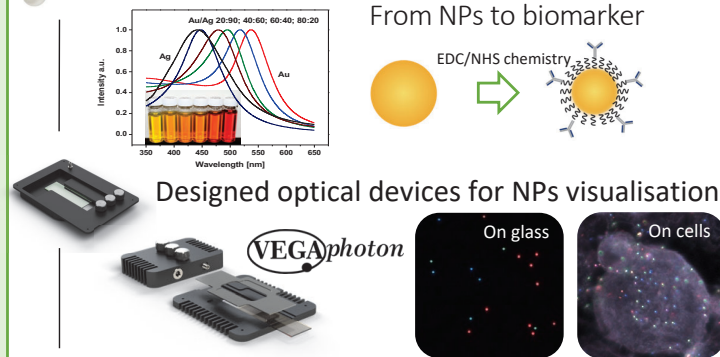 From NPs to biomarker
Au/Ag 20:90; 40:60; 60:40; 80:20
Ag
Au
Intensity a.u.
1.0
0.8
0.6
0.4
0.2
0.0
350 400 450 500 550 600 650
Wavelength [nm]
EDC/NHS chemistry
Designed optical devices for NPs visualisation
VEGAphoton
On glass
On cells